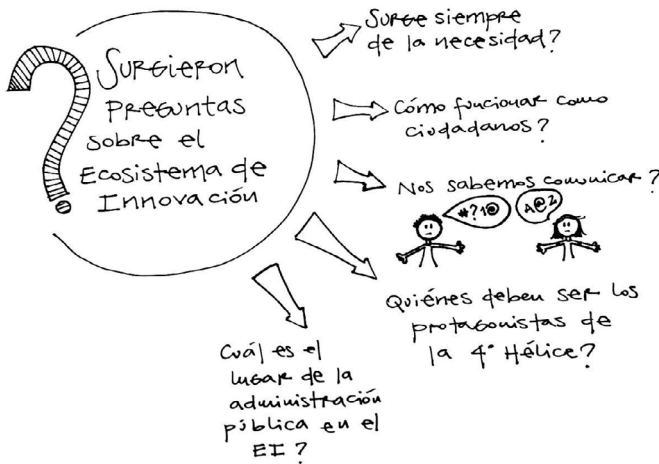 Surgieron
preguntas
sobre el
Ecosistema de
Innovación
Surge siempre
de la necesidad?
Cómo funcionar como
ciudadanos?
Nos sabemos comunicar?
#?!@
A@Z
Quiénes deben ser los
protagonistas de
la 4° Hélice?
Cuál es el
lugar de la
administración
pública en el
EI?